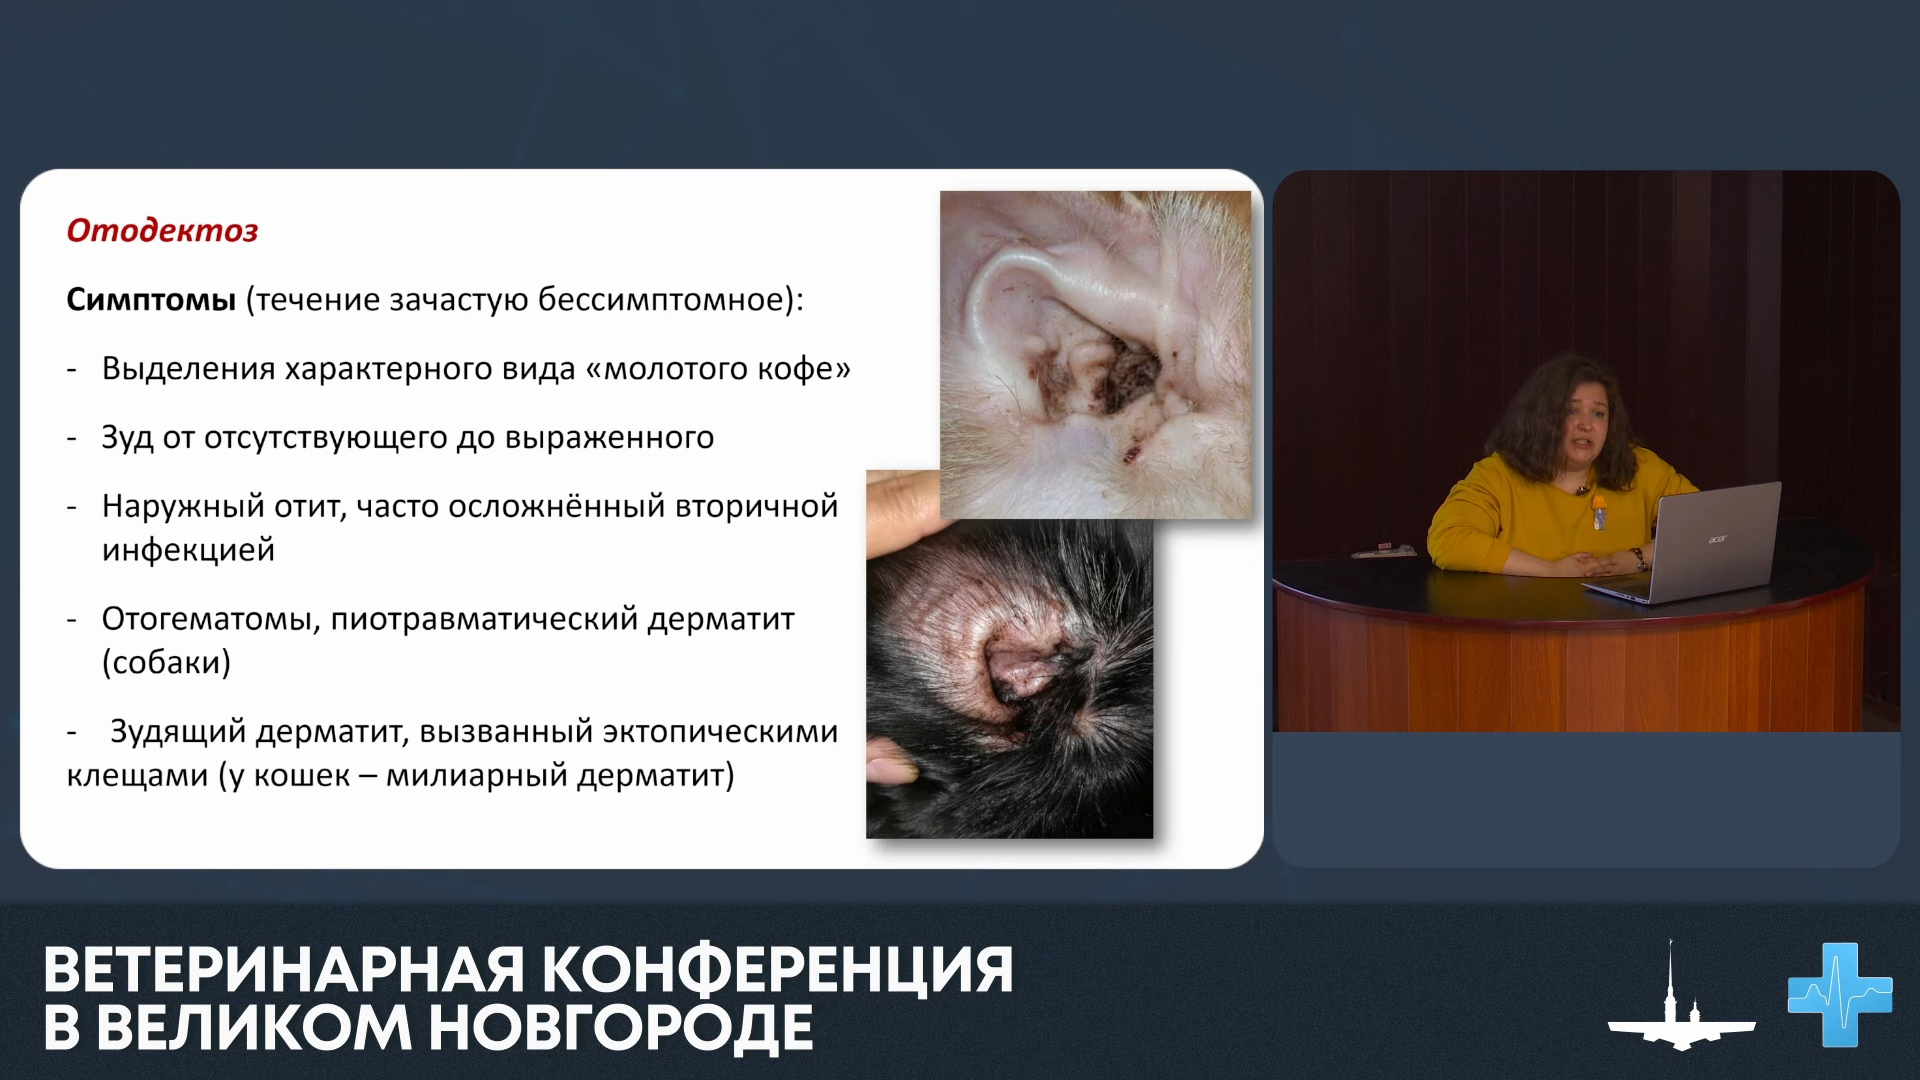 Отодектоз
Симптомы (течение зачастую бессимптомное):
- Выделения характерного вида «молотого кофе»
- Зуд от отсутствующего до выраженного
- Наружный отит, часто осложнённый вторичной
инфекцией
- Отогематомы, пиотравматический дерматит
(собаки)
- Зудящий дерматит, вызванный эктопическими
клещами (у кошек – милиарный дерматит)
acer
ВЕТЕРИНАРНАЯ КОНФЕРЕНЦИЯ
В ВЕЛИКОМ НОВГОРОДЕ